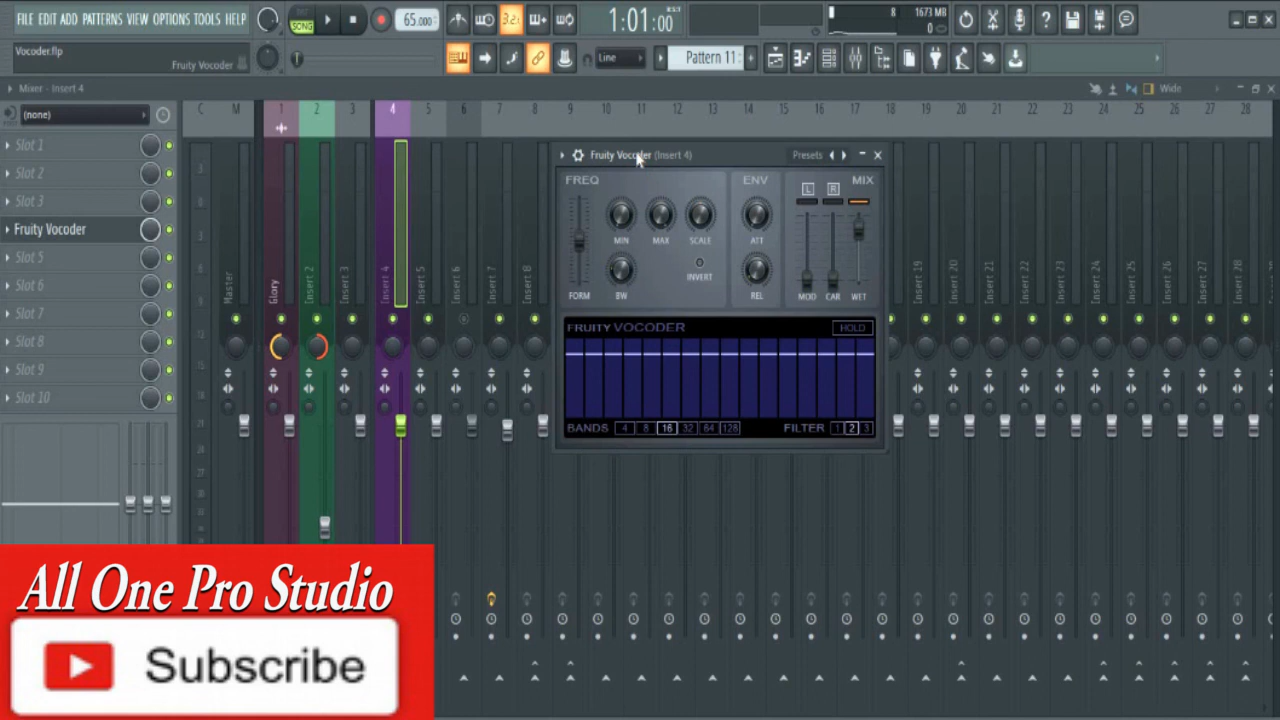 FILE EDIT ADD PATTERNS VIEW OPTIONS TOOLS HELP
SONG
65.000
3.2
1:01:00
8
1673 MB
0
Vocoder.flp
Fruity Vocoder
Line
Pattern 11
Mixer - Insert 4
Wide
(none)
C M 1 2 3 4 5 6 7 8 9 10 11 12 13 14 15 16 17 18 19 20 21 22 23 24 25 26 27 28
Slot 1
Slot 2
Slot 3
Fruity Vocoder
Slot 5
Slot 6
Slot 7
Slot 8
Slot 9
Slot 10
Master
Glory
Insert 2
Insert 3
Insert 4
Insert 5
Insert 6
Insert 7
Insert 8
Insert 19
Insert 20
Insert 21
Insert 22
Insert 23
Insert 24
Insert 25
Insert 26
Insert 27
Insert 28
Fruity Vocoder (Insert 4)
Presets
FREQ
ENV
L R
MIX
MIN MAX SCALE
ATT
INVERT
FORM BW
REL
MOD CAR WET
FRUITY VOCODER
HOLD
BANDS 4 8 16 32 64 128
FILTER 1 2 3
All One Pro Studio
Subscribe